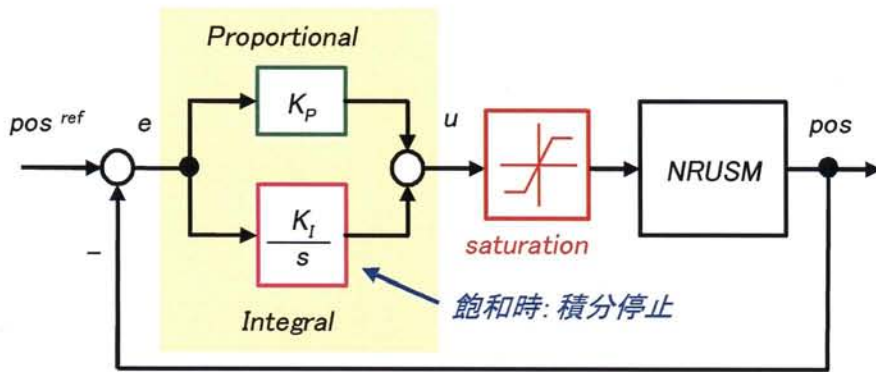 Proportional
K_P
pos ^ref
e
u
pos
NRUSM
K_I
s
saturation
−
飽和時: 積分停止
Integral